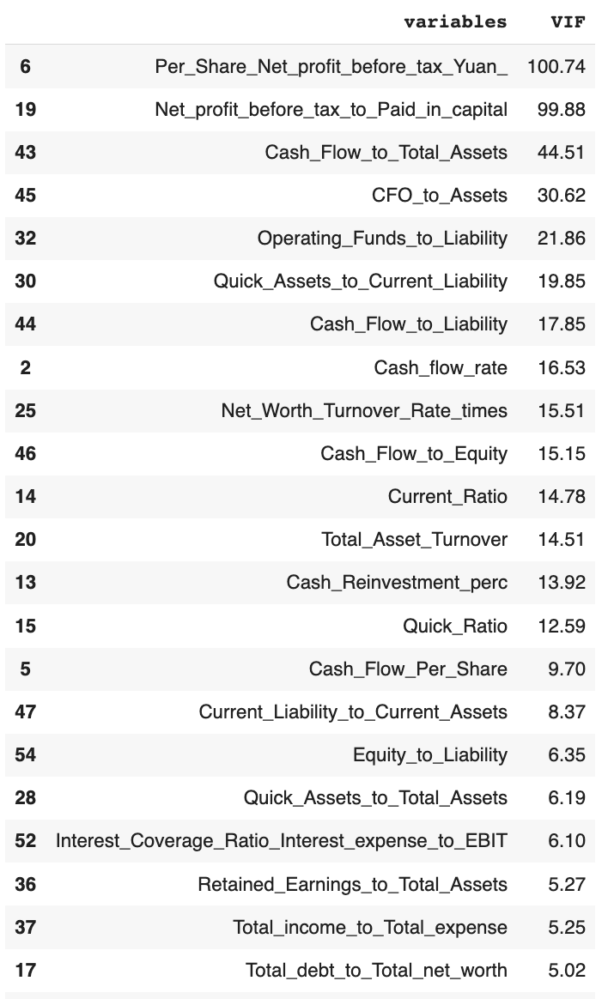 variables VIF
6 Per_Share_Net_profit_before_tax_Yuan_ 100.74
19 Net_profit_before_tax_to_Paid_in_capital 99.88
43 Cash_Flow_to_Total_Assets 44.51
45 CFO_to_Assets 30.62
32 Operating_Funds_to_Liability 21.86
30 Quick_Assets_to_Current_Liability 19.85
44 Cash_Flow_to_Liability 17.85
2 Cash_flow_rate 16.53
25 Net_Worth_Turnover_Rate_times 15.51
46 Cash_Flow_to_Equity 15.15
14 Current_Ratio 14.78
20 Total_Asset_Turnover 14.51
13 Cash_Reinvestment_perc 13.92
15 Quick_Ratio 12.59
5 Cash_Flow_Per_Share 9.70
47 Current_Liability_to_Current_Assets 8.37
54 Equity_to_Liability 6.35
28 Quick_Assets_to_Total_Assets 6.19
52 Interest_Coverage_Ratio_Interest_expense_to_EBIT 6.10
36 Retained_Earnings_to_Total_Assets 5.27
37 Total_income_to_Total_expense 5.25
17 Total_debt_to_Total_net_worth 5.02